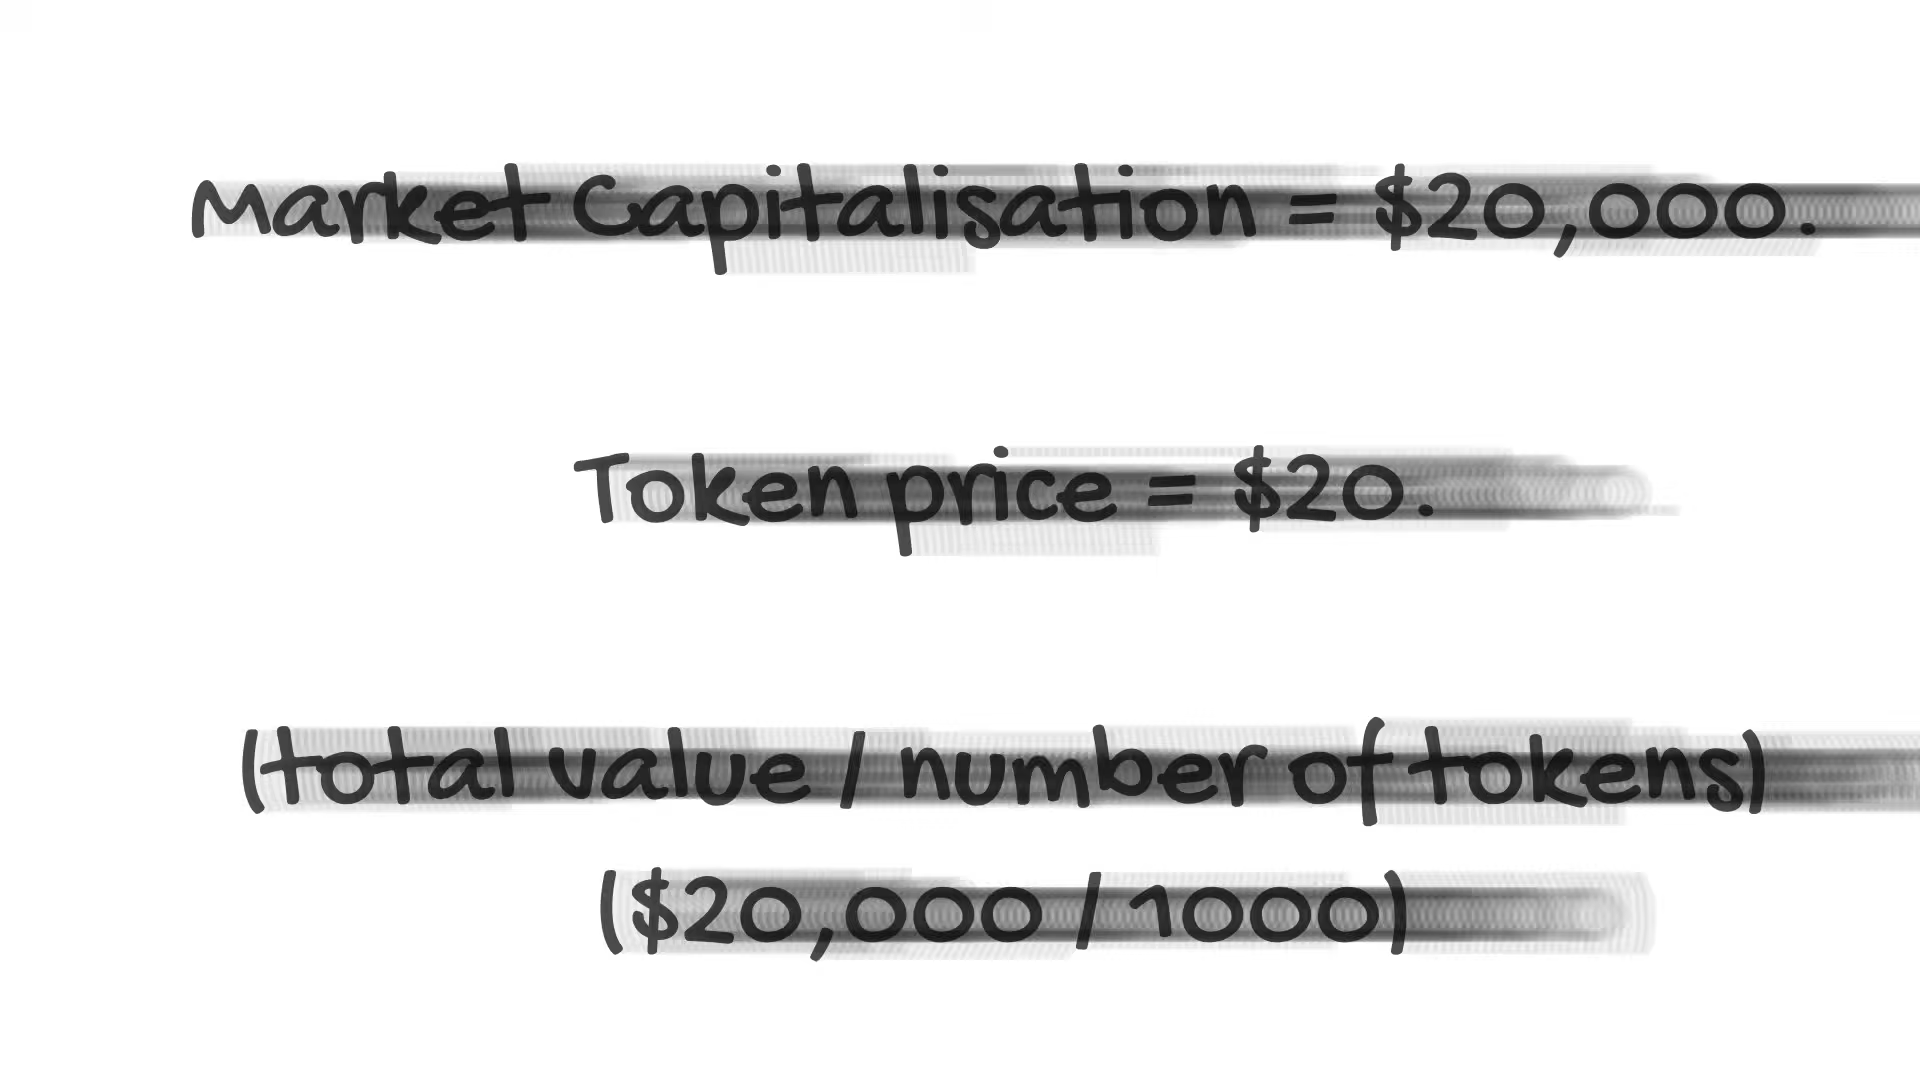 Market Capitalisation = $20,000.
Token price = $20.
(total value / number of tokens)
($20,000 / 1000)